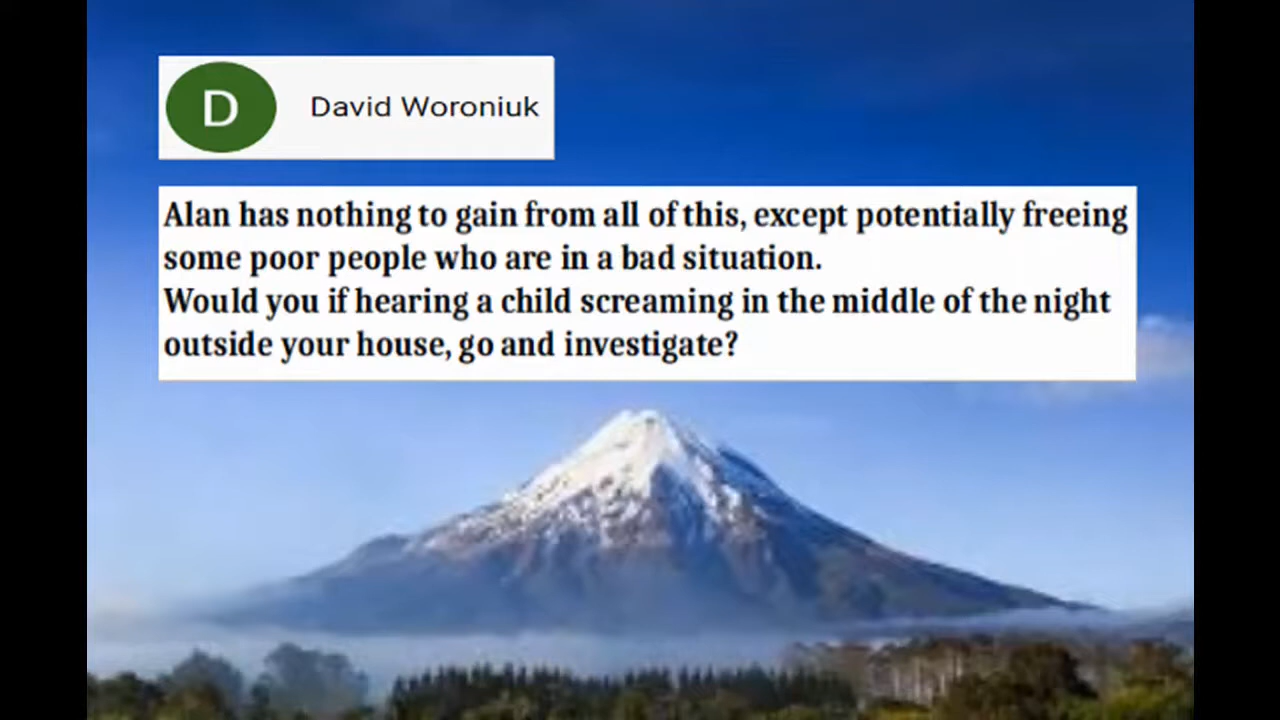 D
David Woroniuk
Alan has nothing to gain from all of this, except potentially freeing
some poor people who are in a bad situation.
Would you if hearing a child screaming in the middle of the night
outside your house, go and investigate?